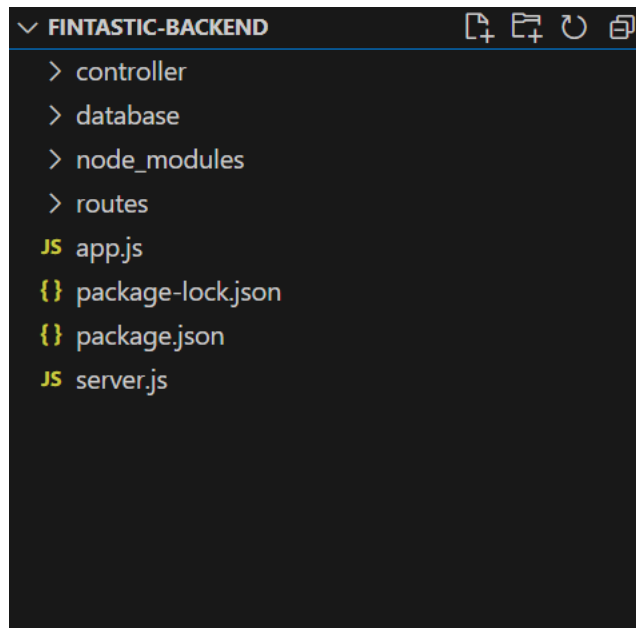 FINTASTIC-BACKEND
controller
database
node_modules
routes
JS app.js
{} package-lock.json
{} package.json
JS server.js